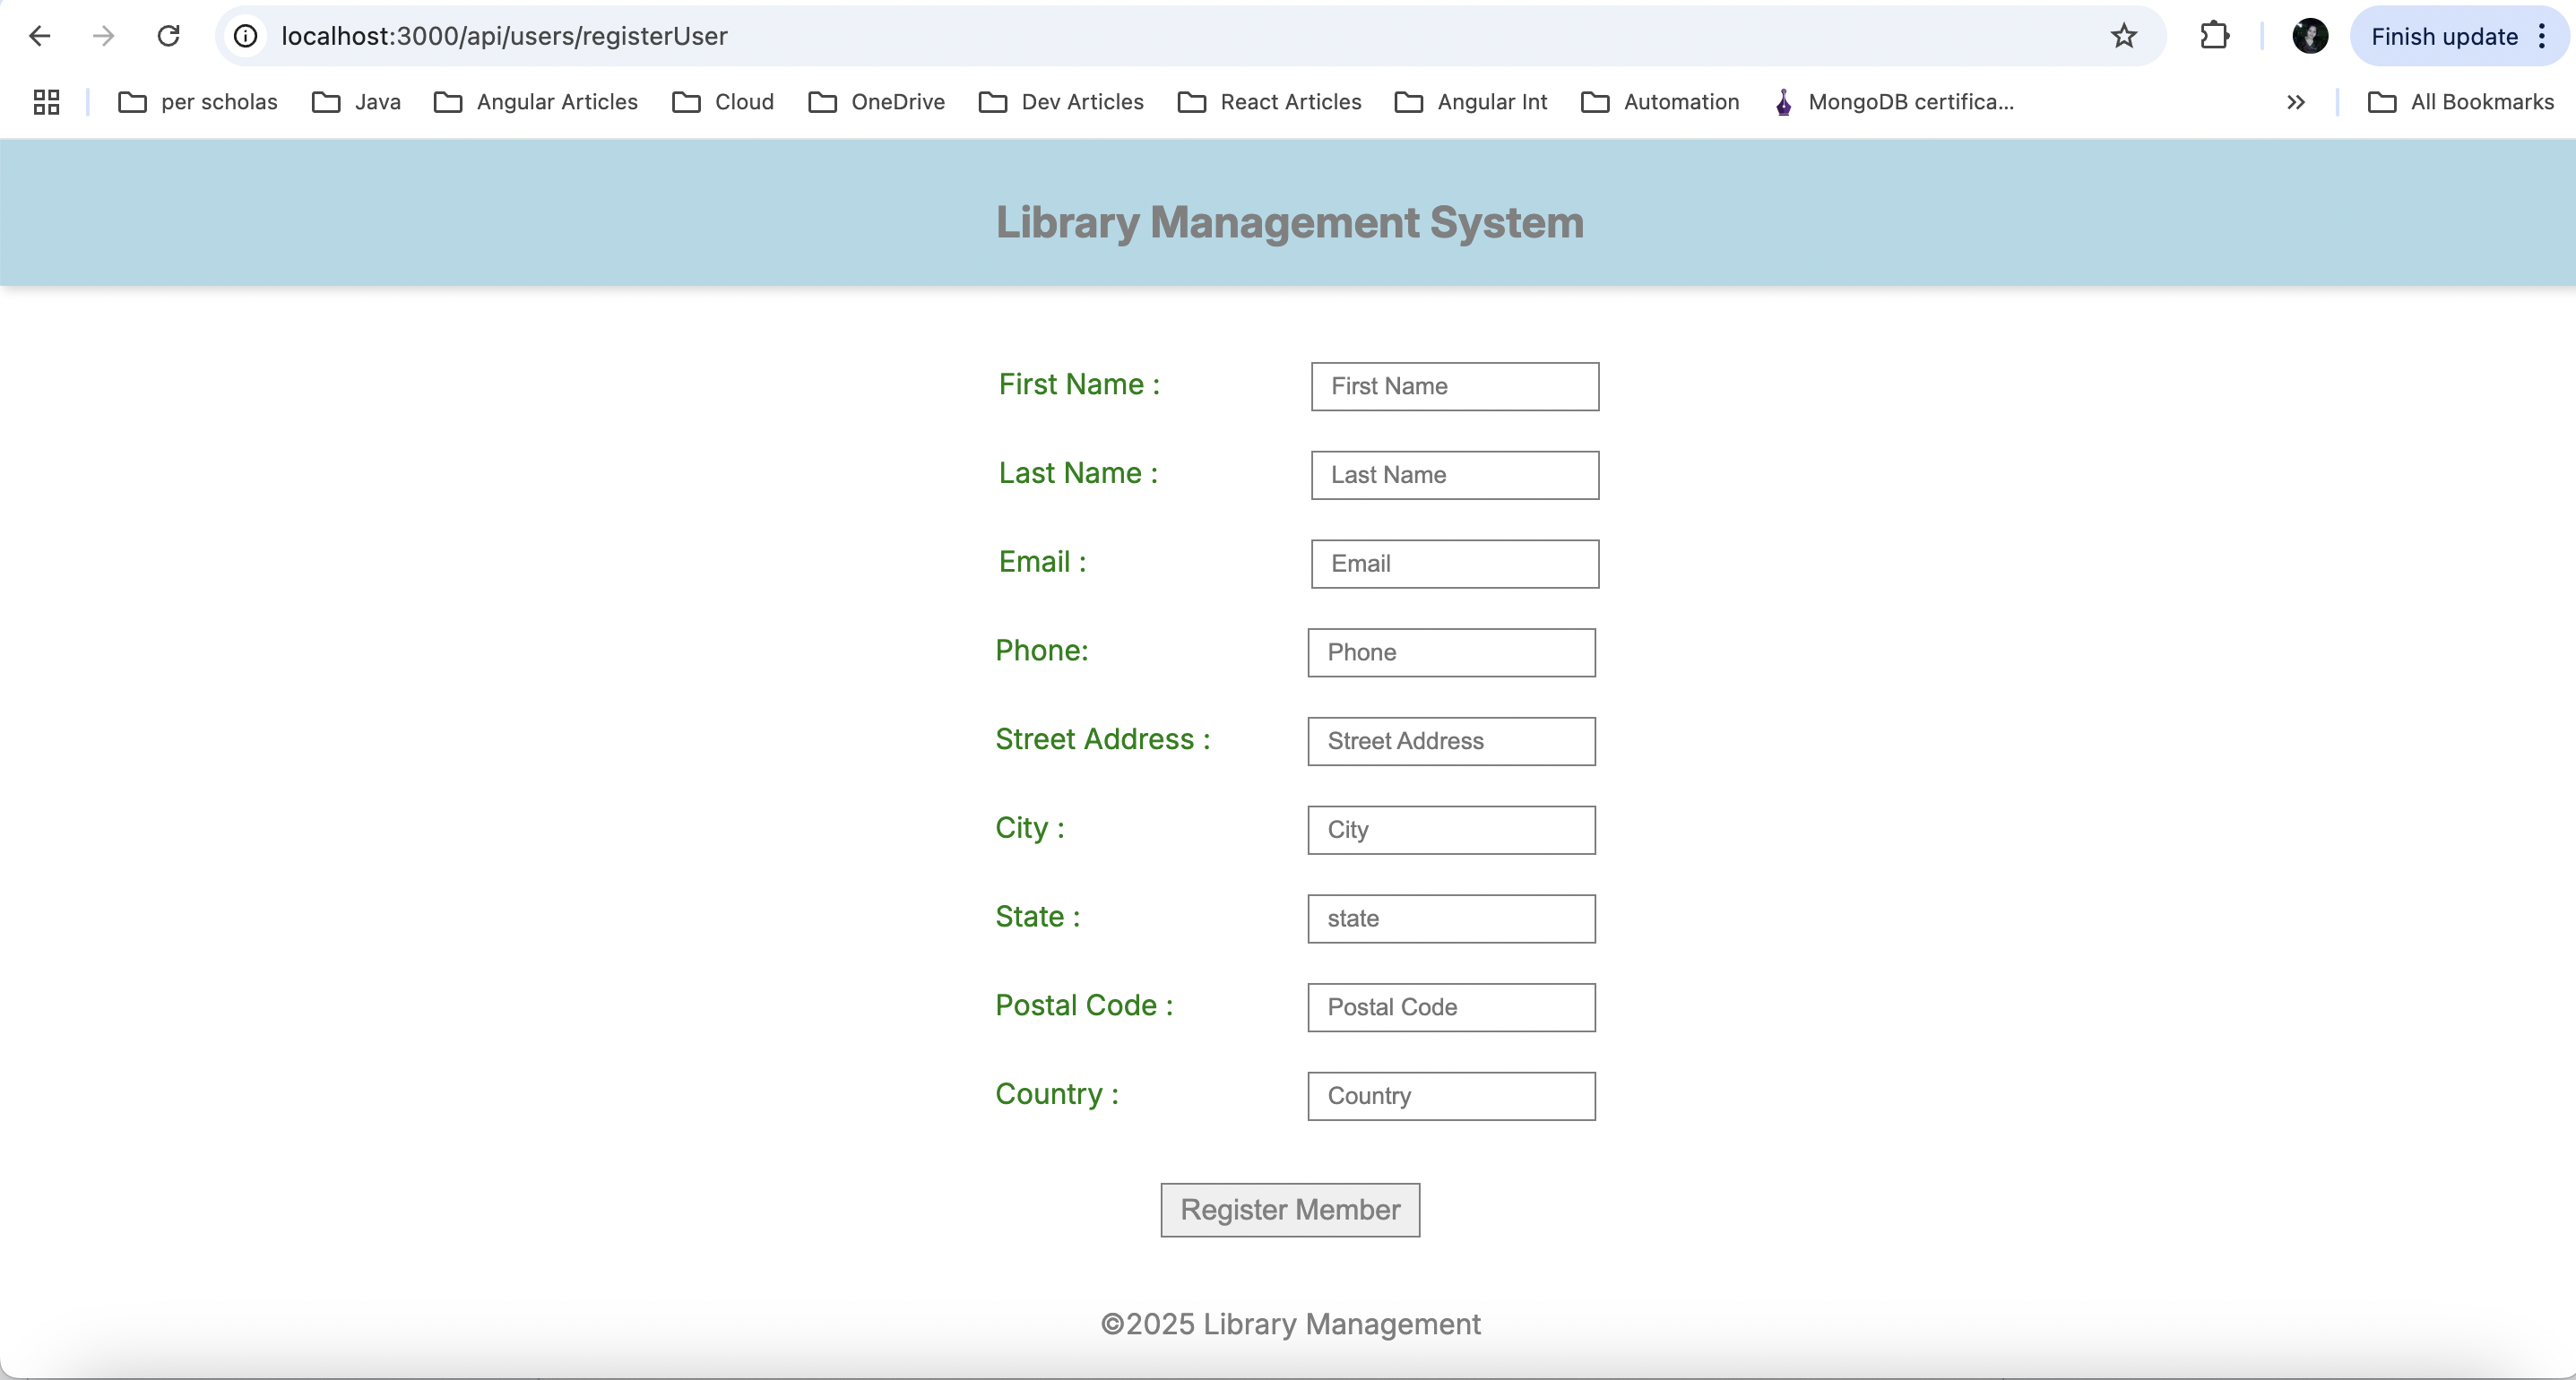 localhost:3000/api/users/registerUser
Finish update
per scholas Java Angular Articles Cloud OneDrive Dev Articles React Articles Angular Int Automation MongoDB certifica... All Bookmarks
Library Management System
First Name : First Name
Last Name : Last Name
Email : Email
Phone: Phone
Street Address : Street Address
City : City
State : state
Postal Code : Postal Code
Country : Country
Register Member
©2025 Library Management